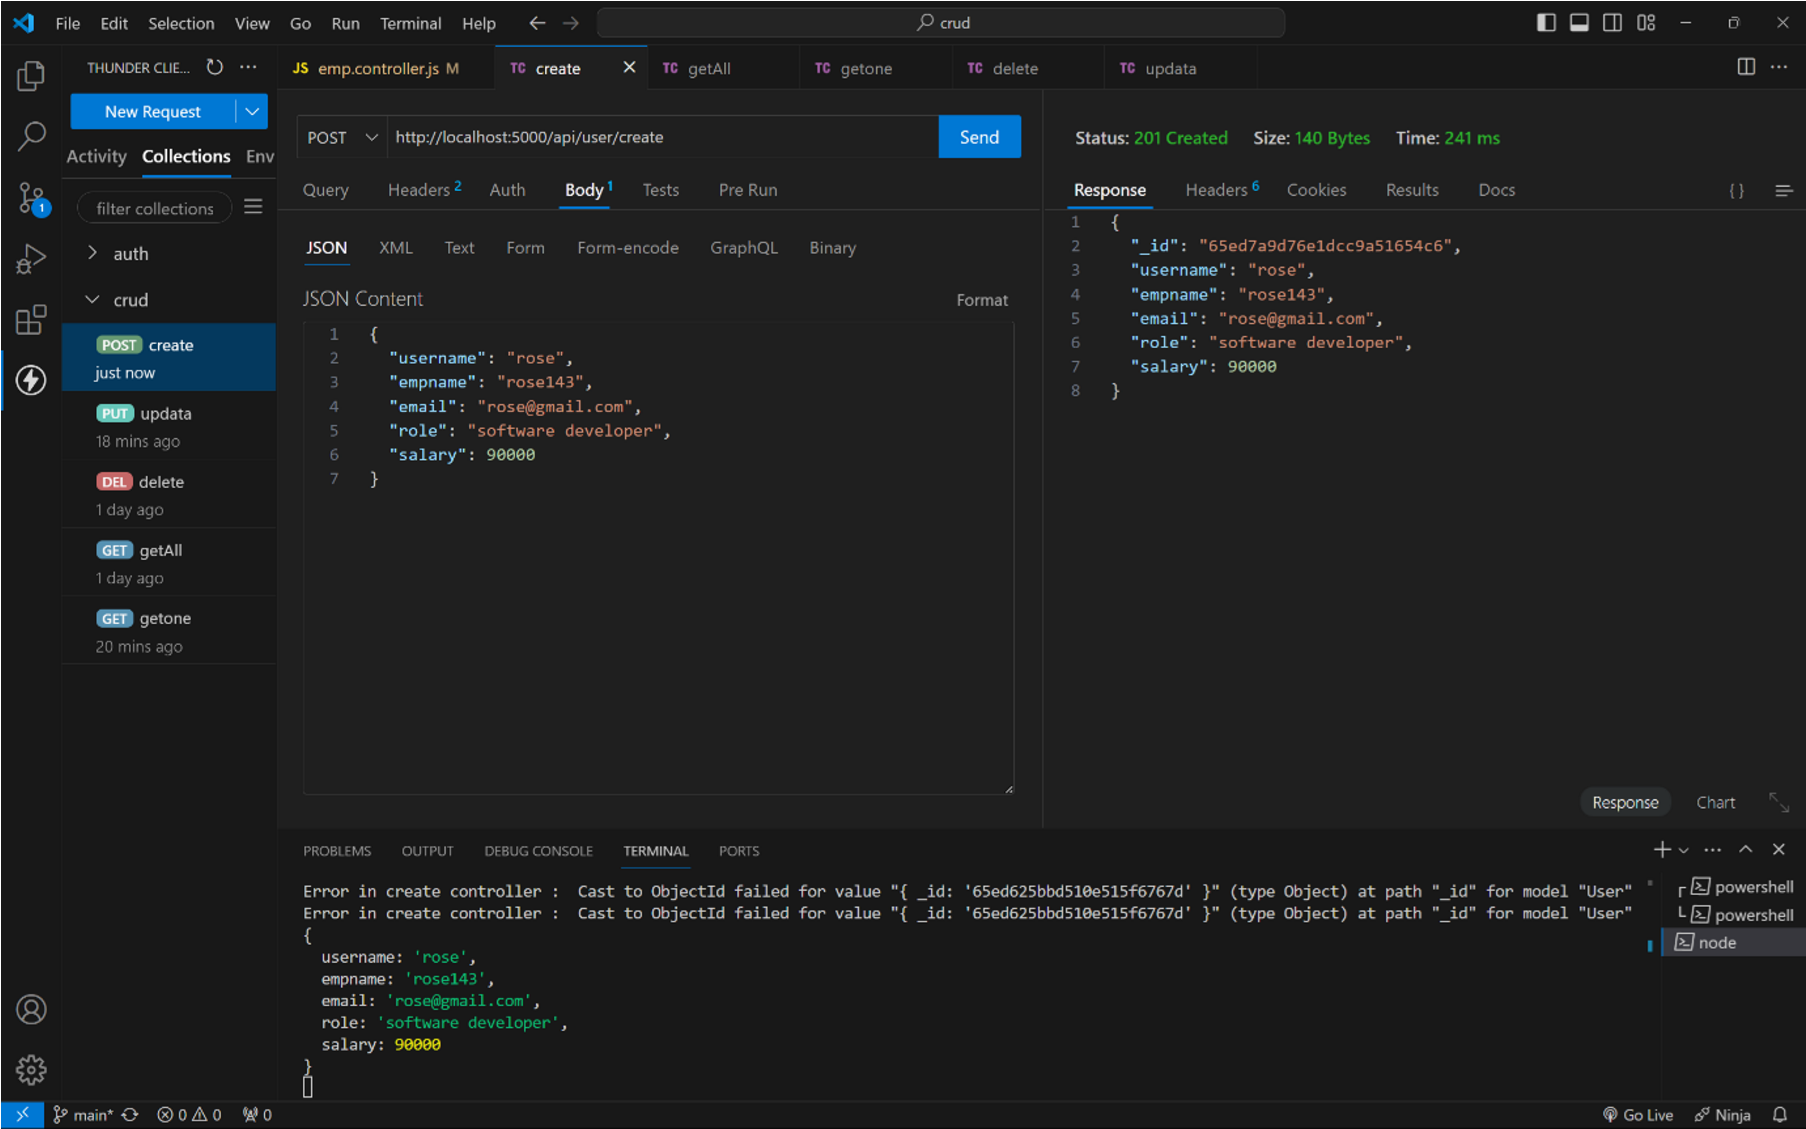 File Edit Selection View Go Run Terminal Help
crud
THUNDER CLIE... ...
New Request
Activity Collections Env
filter collections
auth
crud
POST create
just now
PUT updata
18 mins ago
DEL delete
1 day ago
GET getAll
1 day ago
GET getone
20 mins ago
1
JS emp.controller.js M
TC create
TC getAll
TC getone
TC delete
TC updata
POST http://localhost:5000/api/user/create Send
Query Headers 2 Auth Body 1 Tests Pre Run
JSON XML Text Form Form-encode GraphQL Binary
JSON Content Format
1 {
2 "username": "rose",
3 "empname": "rose143",
4 "email": "rose@gmail.com",
5 "role": "software developer",
6 "salary": 90000
7 }
Status: 201 Created Size: 140 Bytes Time: 241 ms
Response Headers 6 Cookies Results Docs {}
1 {
2 "_id": "65ed7a9d76e1dcc9a51654c6",
3 "username": "rose",
4 "empname": "rose143",
5 "email": "rose@gmail.com",
6 "role": "software developer",
7 "salary": 90000
8 }
Response Chart
PROBLEMS OUTPUT DEBUG CONSOLE TERMINAL PORTS
Error in create controller : Cast to ObjectId failed for value "{ _id: '65ed625bbd510e515f6767d' }" (type Object) at path "_id" for model "User"
Error in create controller : Cast to ObjectId failed for value "{ _id: '65ed625bbd510e515f6767d' }" (type Object) at path "_id" for model "User"
{
username: 'rose',
empname: 'rose143',
email: 'rose@gmail.com',
role: 'software developer',
salary: 90000
}
powershell
powershell
node
main* 0 0 0
Go Live Ninja